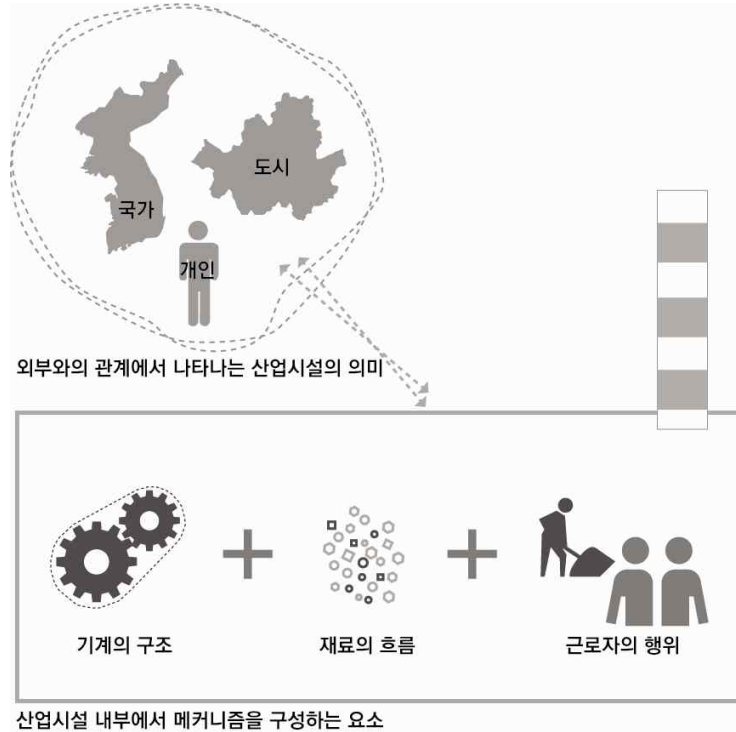 국가
도시
개인
외부와의 관계에서 나타나는 산업시설의 의미
기계의 구조
재료의 흐름
근로자의 행위
산업시설 내부에서 메커니즘을 구성하는 요소